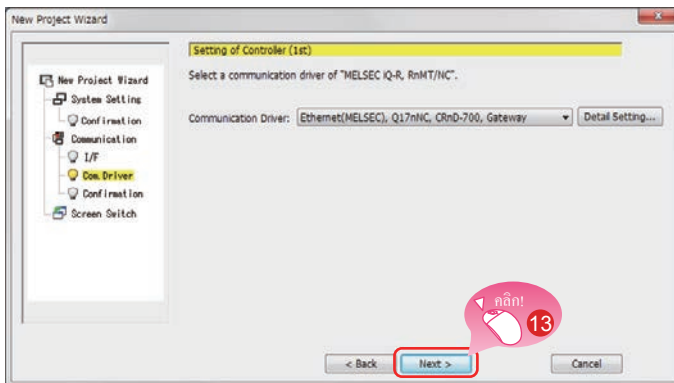 New Project Wizard
Setting of Controller (1st)
Select a communication driver of "MELSEC iQ-R, RnMT/NC".
New Project Wizard
System Setting
Confirmation
Communication
I/F
Com. Driver
Confirmation
Screen Switch
Communication Driver: Ethernet(MELSEC), Q17nNC, CRnD-700, Gateway Detail Setting...
คลิก!
13
< Back Next > Cancel